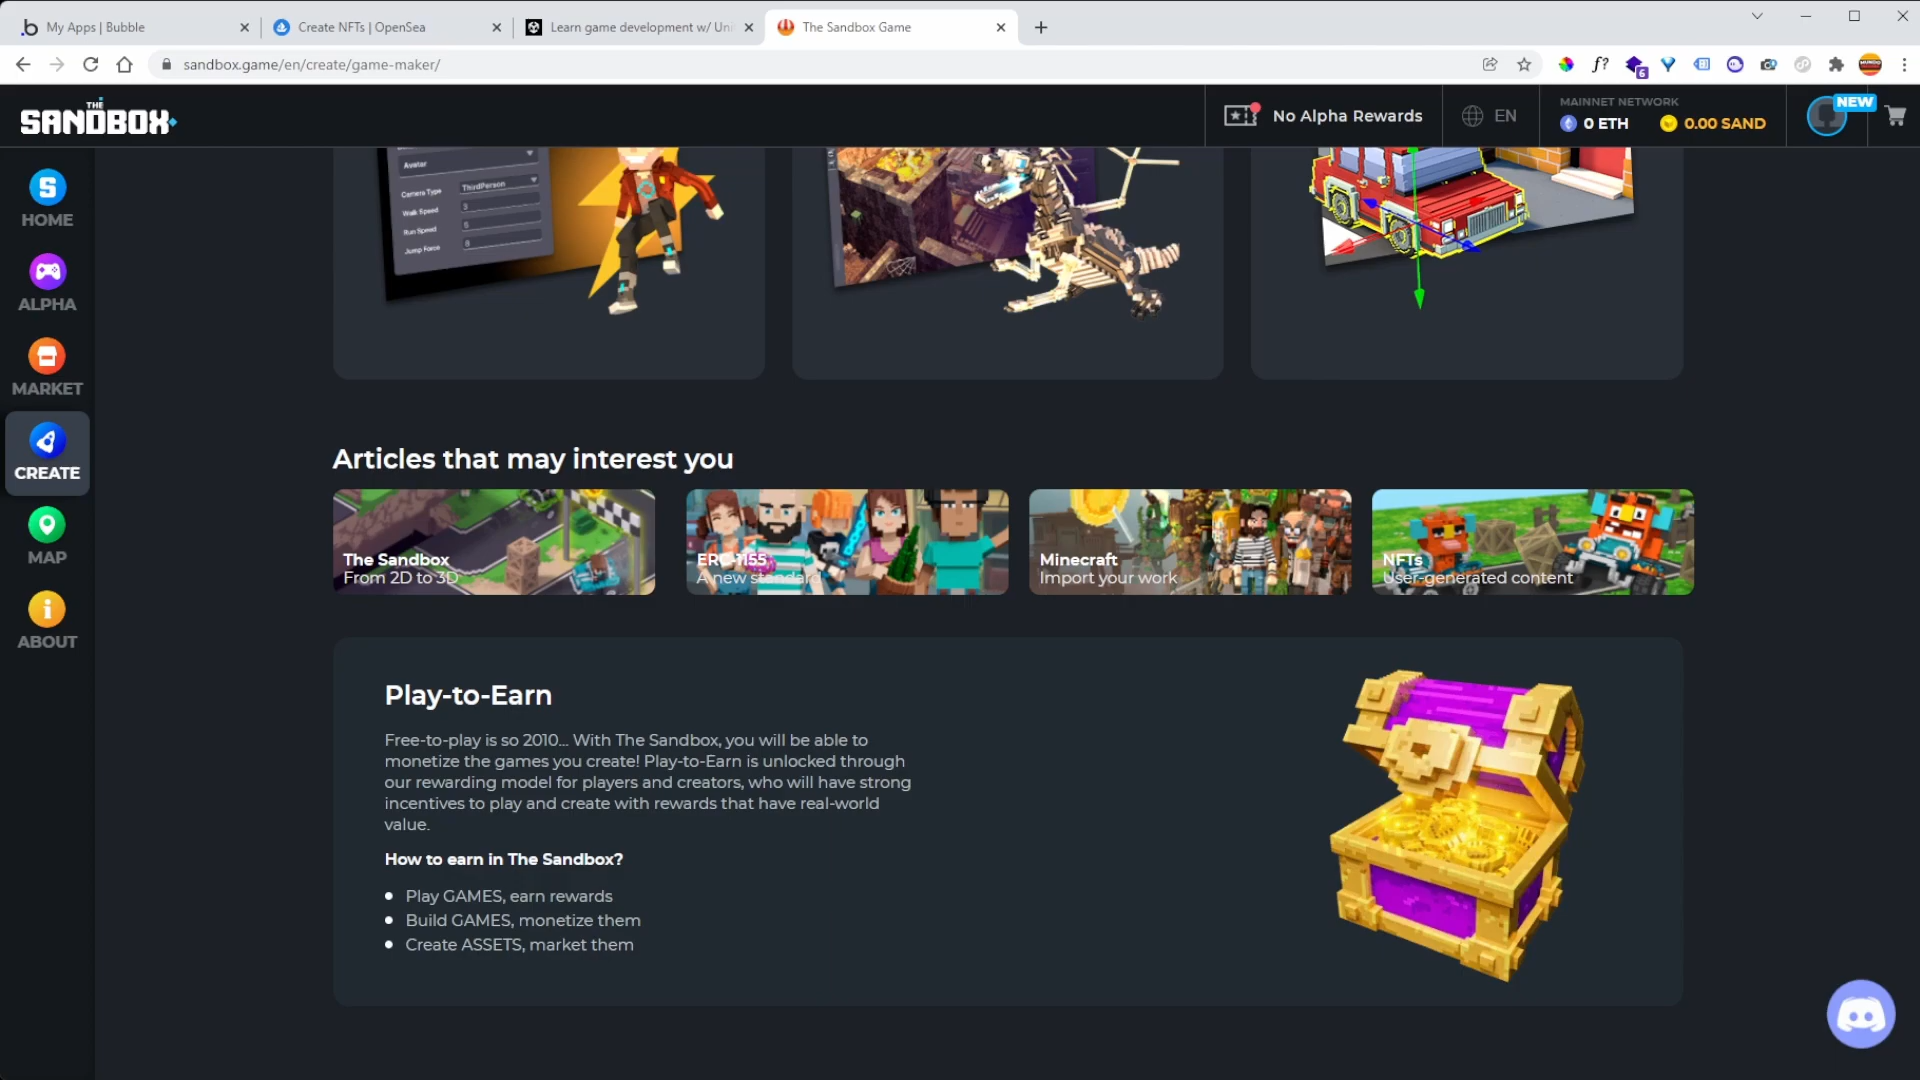 My Apps | Bubble
Create NFTs | OpenSea
Learn game development w/ Uni
The Sandbox Game
sandbox.game/en/create/game-maker/
f?
6
THE
SANDBOX
No Alpha Rewards
EN
MAINNET NETWORK
0 ETH
0.00 SAND
NEW
HOME
ALPHA
MARKET
CREATE
MAP
ABOUT
Avatar
Camera Type
ThirdPerson
Walk Speed
3
Run Speed
Jump Force
Articles that may interest you
The Sandbox
From 2D to 3D
ERC-1155
A new standard
Minecraft
Import your work
NFTs
User-generated content
Play-to-Earn
Free-to-play is so 2010... With The Sandbox, you will be able to
monetize the games you create! Play-to-Earn is unlocked through
our rewarding model for players and creators, who will have strong
incentives to play and create with rewards that have real-world
value.
How to earn in The Sandbox?
Play GAMES, earn rewards
Build GAMES, monetize them
Create ASSETS, market them